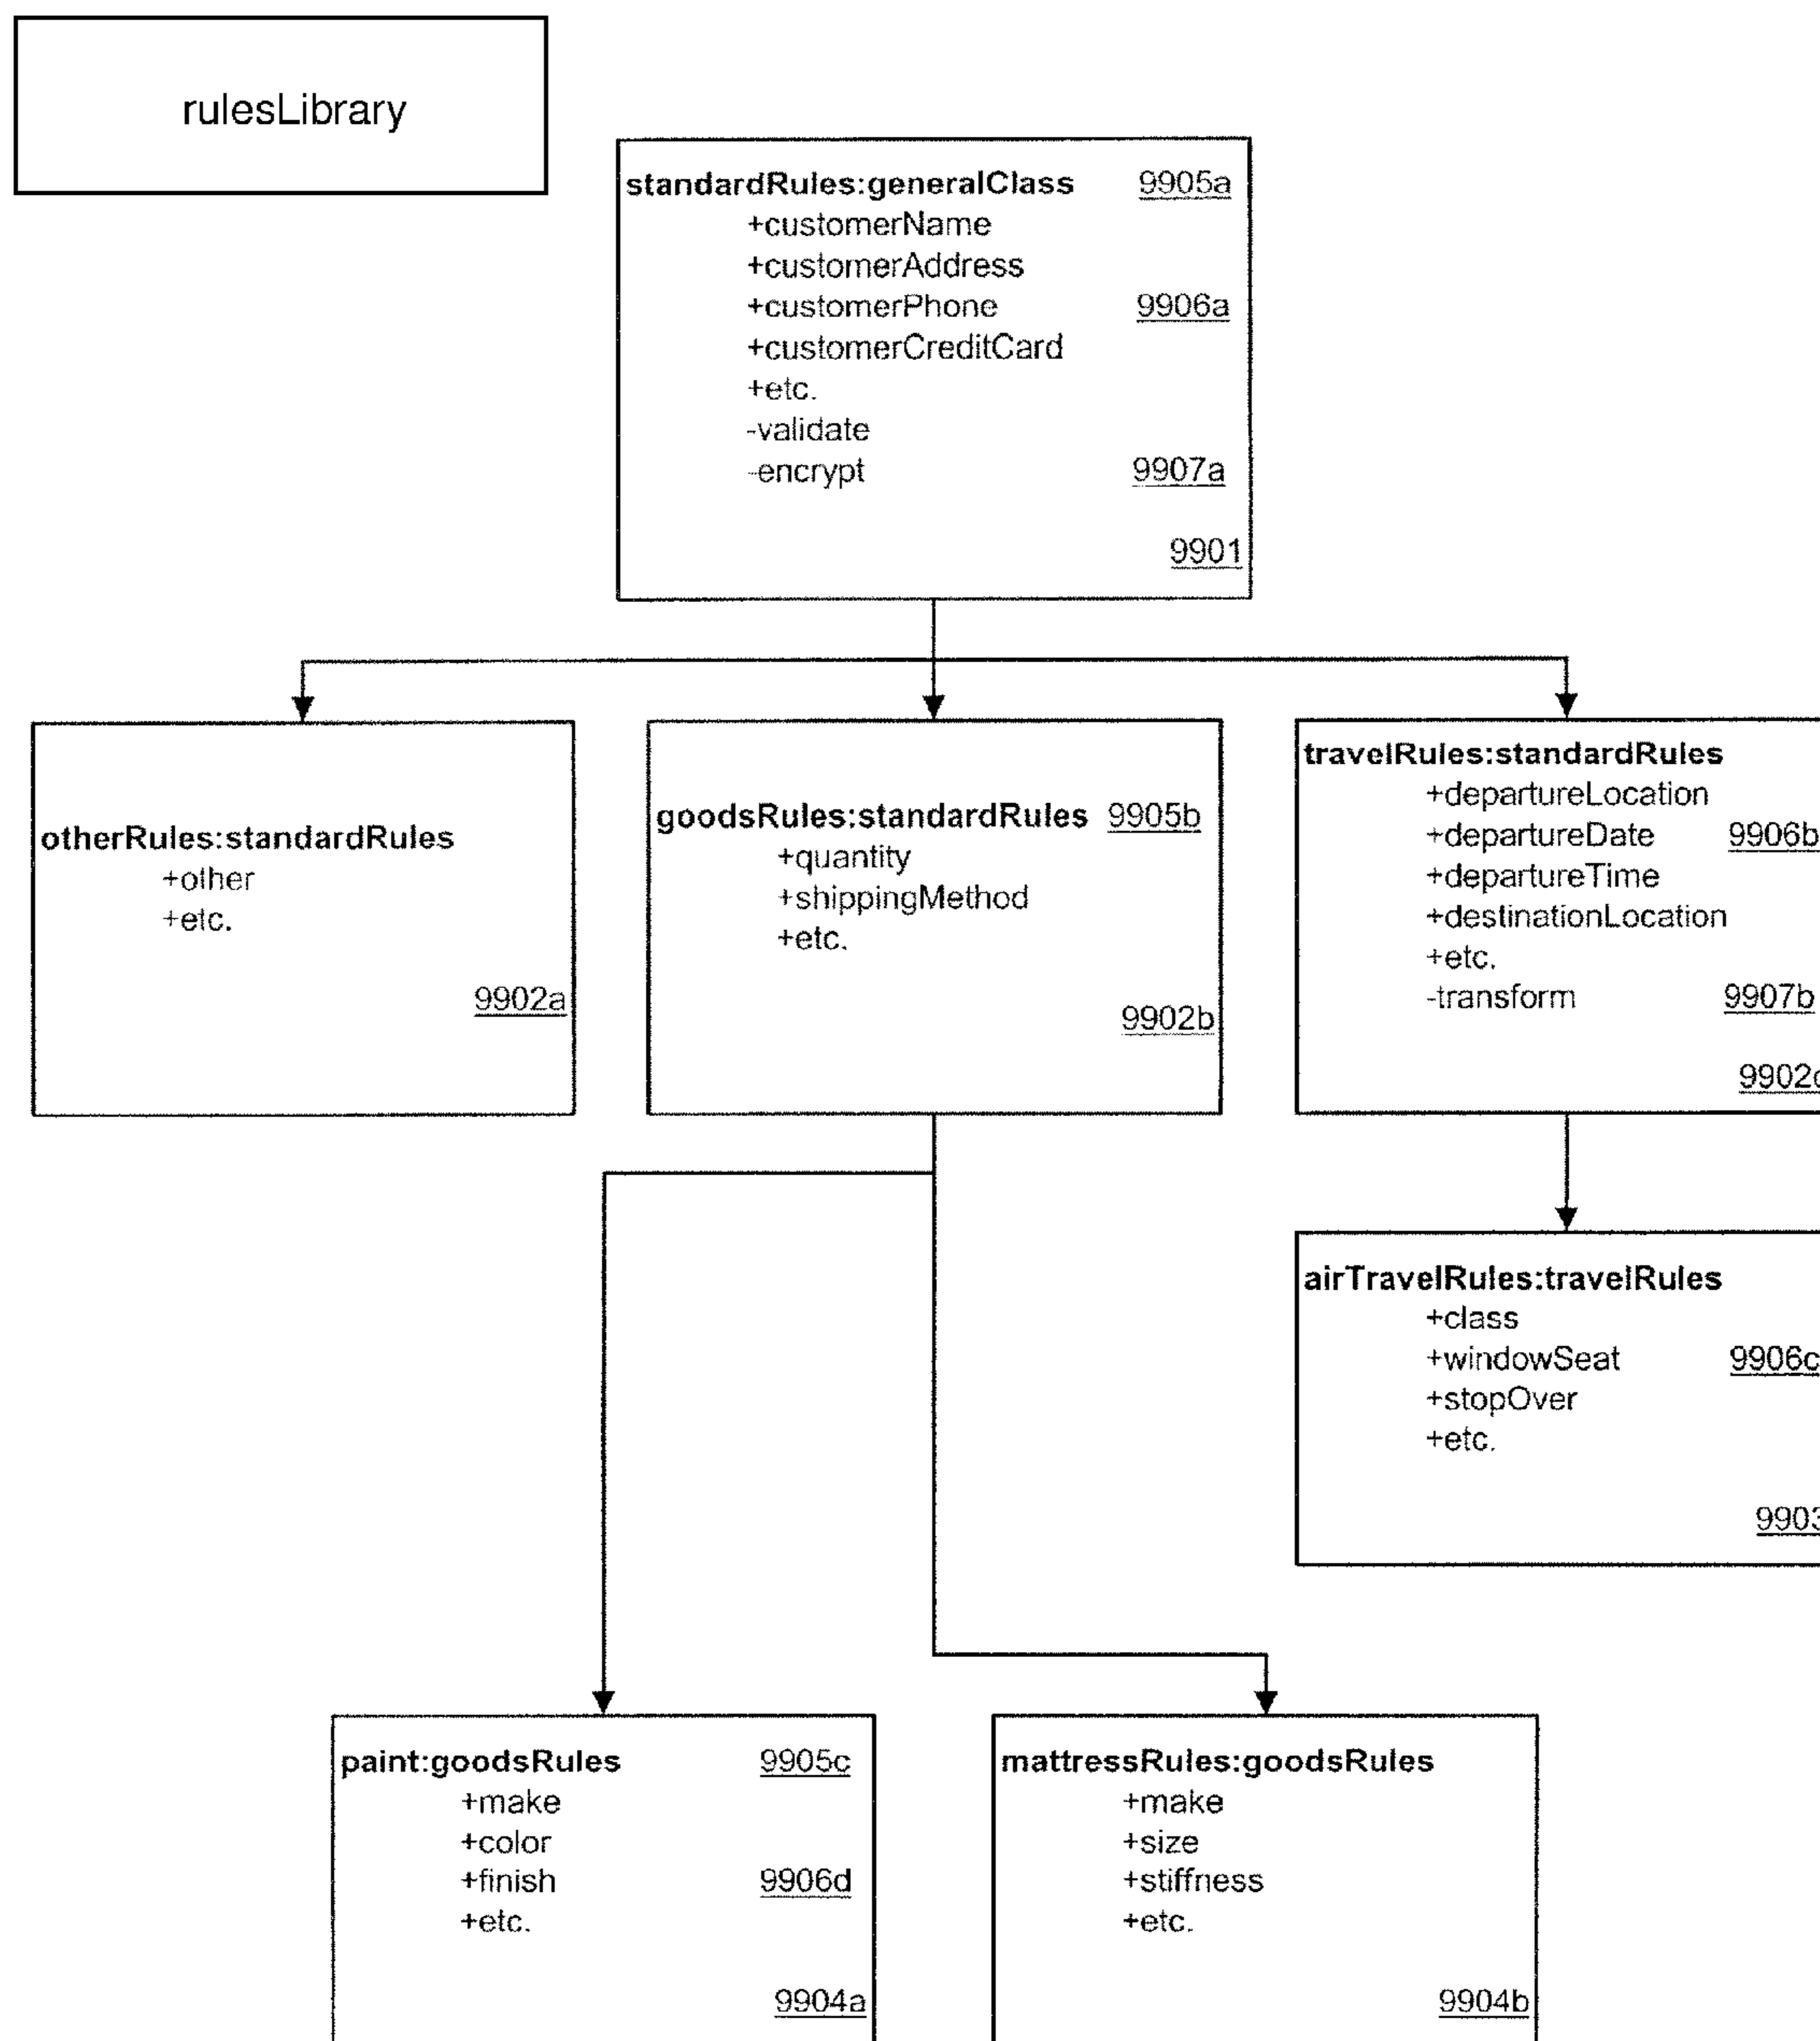 rulesLibrary
standardRules:generalClass 9905a
+customerName
+customerAddress
+customerPhone 9906a
+customerCreditCard
+etc.
-validate
-encrypt 9907a
9901
otherRules:standardRules
+other
+etc.
9902a
goodsRules:standardRules 9905b
+quantity
+shippingMethod
+etc.
9902b
travelRules:standardRules
+departureLocation
+departureDate 9906b
+departureTime
+destinationLocation
+etc.
-transform 9907b
9902c
airTravelRules:travelRules
+class
+windowSeat 9906c
+stopOver
+etc.
9903
paint:goodsRules 9905c
+make
+color
+finish 9906d
+etc.
9904a
mattressRules:goodsRules
+make
+size
+stiffness
+etc.
9904b